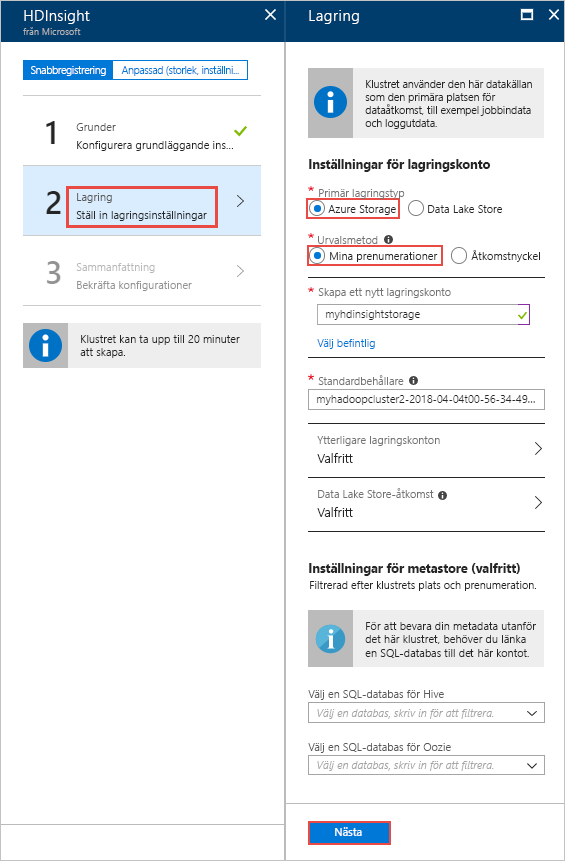 HDInsight
från Microsoft
Snabbregistrering
Anpassad (storlek, inställni...
1
Grunder
Konfigurera grundläggande ins...
2
Lagring
Ställ in lagringsinställningar
3
Sammanfattning
Bekräfta konfigurationer
Klustret kan ta upp till 20 minuter
att skapa.
Lagring
Klustret använder den här datakällan
som den primära platsen för
dataåtkomst, till exempel jobbindata
och loggutdata.
Inställningar för lagringskonto
* Primär lagringstyp
Azure Storage
Data Lake Store
* Urvalsmetod
Mina prenumerationer
Åtkomstnyckel
* Skapa ett nytt lagringskonto
myhdinsightstorage
Välj befintlig
* Standardbehållare
myhadoopcluster2-2018-04-04t00-56-34-49...
Ytterligare lagringskonton
Valfritt
Data Lake Store-åtkomst
Valfritt
Inställningar för metastore (valfritt)
Filtrerad efter klustrets plats och prenumeration.
För att bevara din metadata utanför
det här klustret, behöver du länka
en SQL-databas till det här kontot.
Välj en SQL-databas för Hive
Välj en databas, skriv in för att filtrera.
Välj en SQL-databas för Oozie
Välj en databas, skriv in för att filtrera.
Nästa